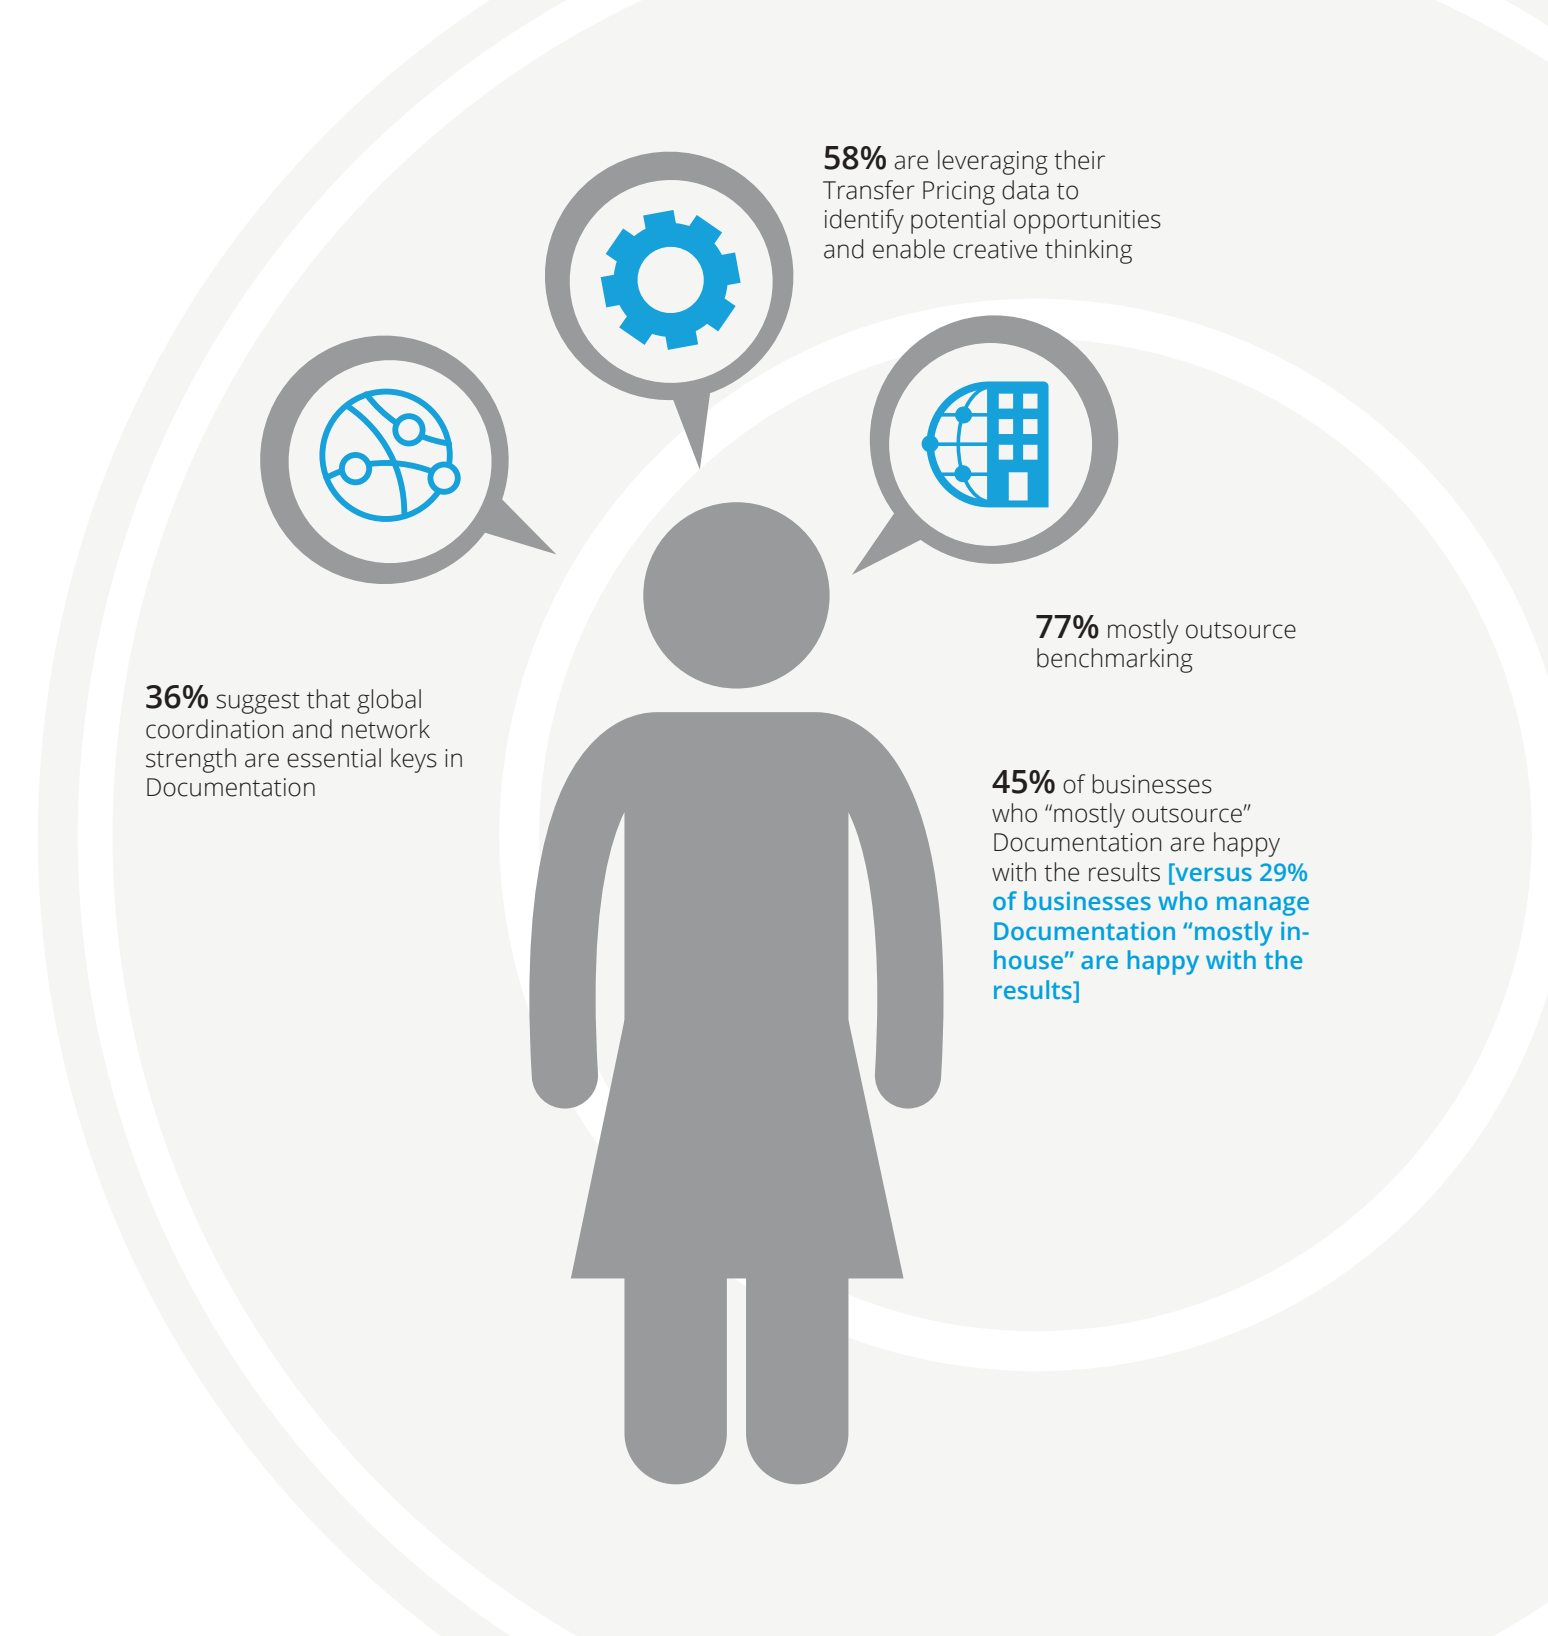 58% are leveraging their
Transfer Pricing data to
identify potential opportunities
and enable creative thinking
77% mostly outsource
benchmarking
36% suggest that global
coordination and network
strength are essential keys in
Documentation
45% of businesses
who “mostly outsource”
Documentation are happy
with the results [versus 29%
of businesses who manage
Documentation “mostly in-
house” are happy with the
results]